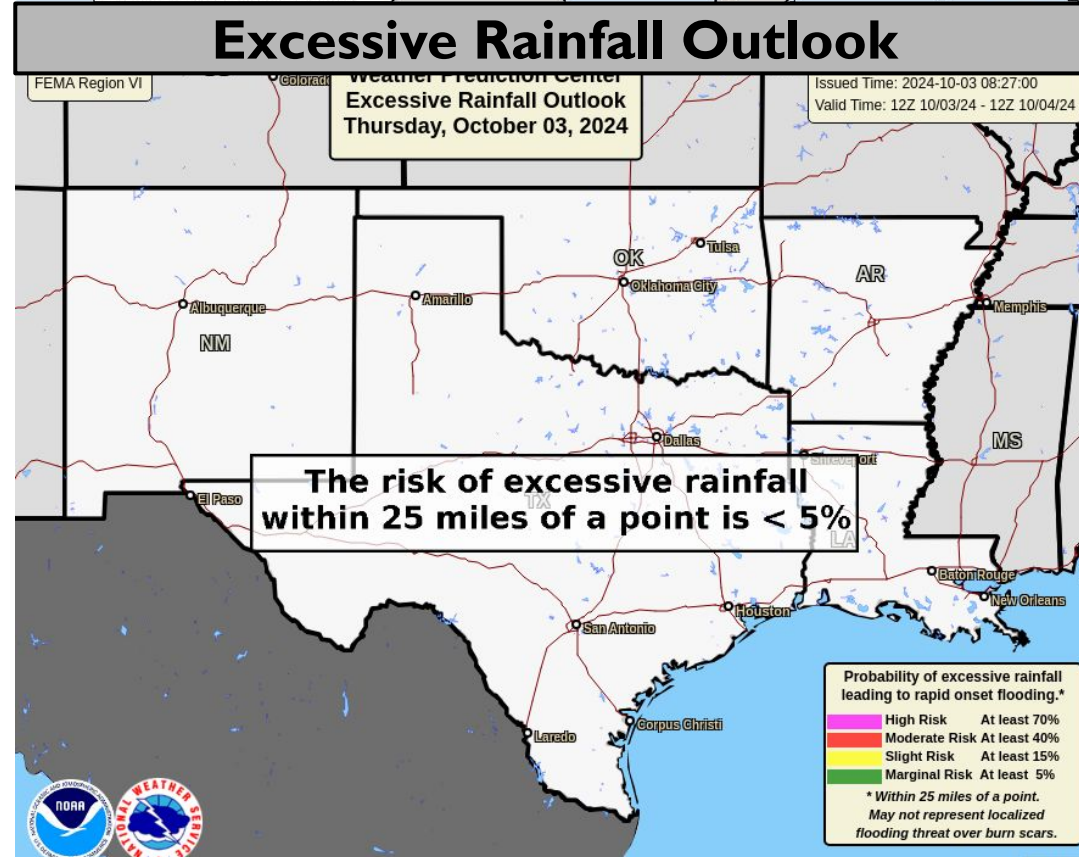 Excessive Rainfall Outlook
FEMA Region VI
Colorado
Weather Prediction Center
Excessive Rainfall Outlook
Thursday, October 03, 2024
Issued Time: 2024-10-03 08:27:00
Valid Time: 12Z 10/03/24 - 12Z 10/04/24
Tulsa
OK
AR
Oklahoma City
Amarillo
Albuquerque
Memphis
NM
Dallas
MS
Shreveport
The risk of excessive rainfall
within 25 miles of a point is < 5%
El Paso
TX
LA
Baton Rouge
New Orleans
Houston
San Antonio
Corpus Christi
Laredo
Probability of excessive rainfall
leading to rapid onset flooding.*
High Risk At least 70%
Moderate Risk At least 40%
Slight Risk At least 15%
Marginal Risk At least 5%
* Within 25 miles of a point.
May not represent localized
flooding threat over burn scars.
NOAA
NATIONAL WEATHER SERVICE